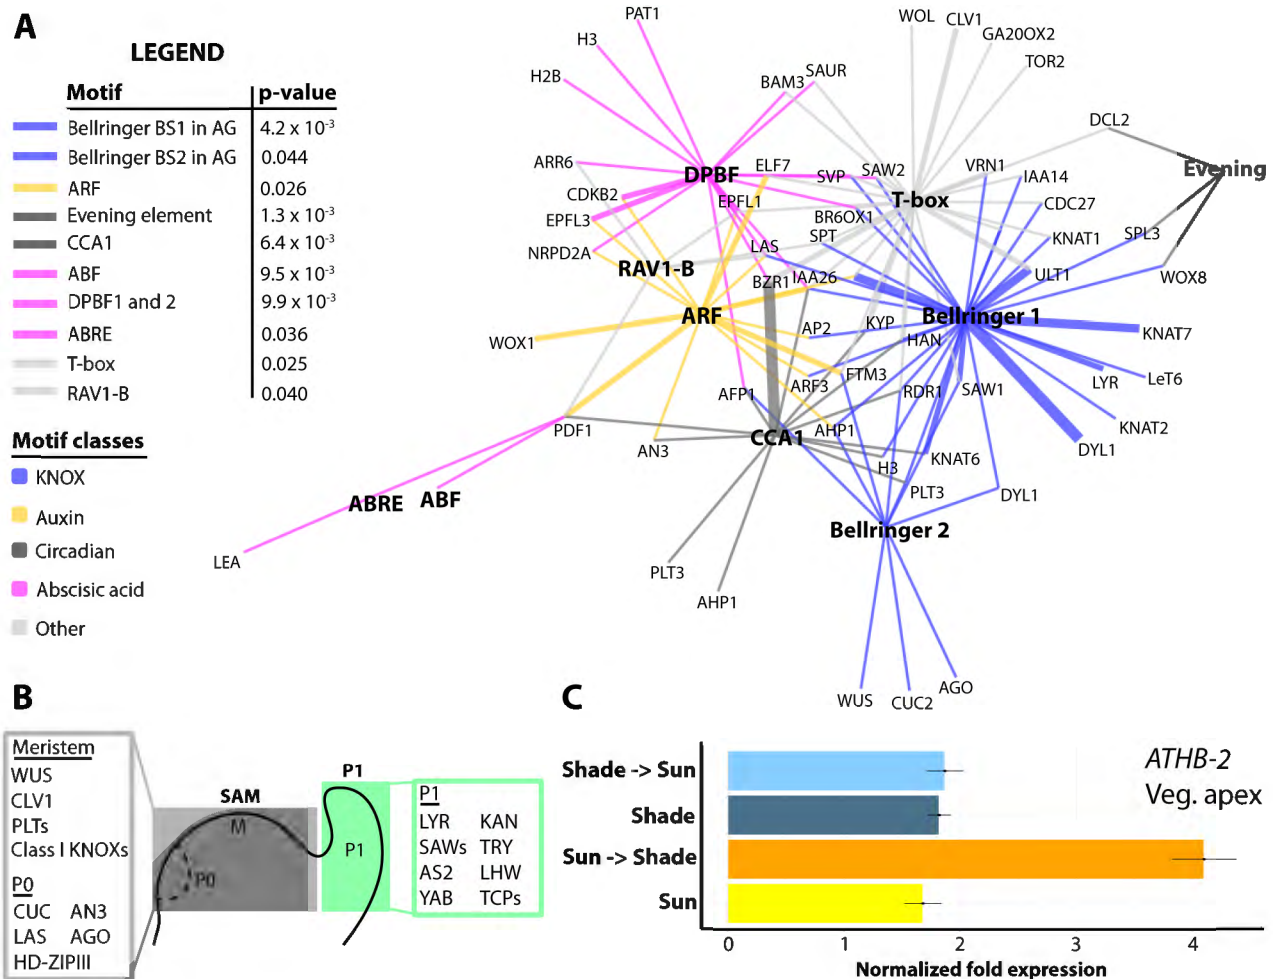 A
LEGEND
Motif p-value
Bellringer BS1 in AG 4.2 x 10⁻³
Bellringer BS2 in AG 0.044
ARF 0.026
Evening element 1.3 x 10⁻³
CCA1 6.4 x 10⁻³
ABF 9.5 x 10⁻³
DPBF1 and 2 9.9 x 10⁻³
ABRE 0.036
T-box 0.025
RAV1-B 0.040
Motif classes
KNOX
Auxin
Circadian
Abscisic acid
Other
PAT1
H3
H2B
WOL
CLV1
GA20OX2
TOR2
BAM3
SAUR
DCL2
ARR6
DPBF
ELF7
SVP
SAW2
VRN1
IAA14
Evening
CDKB2
EPFL1
T-box
CDC27
EPFL3
BR6OX1
SPT
KNAT1
SPL3
NRPD2A
LAS
RAV1-B
BZR1
IAA26
ULT1
WOX8
ARF
KYP
Bellringer 1
WOX1
AP2
HAN
KNAT7
ARF3
FTM3
RDR1
SAW1
LYR
LeT6
AFP1
PDF1
AN3
CCA1
AHP1
KNAT2
DYL1
H3
KNAT6
PLT3
DYL1
ABRE
ABF
Bellringer 2
LEA
PLT3
AHP1
WUS
CUC2
AGO
B
Meristem
WUS
CLV1
PLTs
Class I KNOXs
P0
CUC AN3
LAS AGO
HD-ZIPIII
SAM
M
P0
P1
P1
P1
LYR KAN
SAWs TRY
AS2 LHW
YAB TCPs
C
ATHB-2
Veg. apex
Shade -> Sun
Shade
Sun -> Shade
Sun
0 1 2 3 4
Normalized fold expression